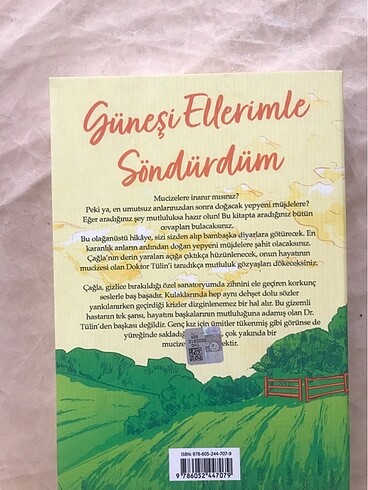 Güneşi Ellerimle
Söndürdüm
Mucizelere inanır mısınız?
Peki ya, en umutsuz anlarınızdan sonra doğacak yepyeni müjdelere?
Eğer aradığınız şey mutluluksa hazır olun! Bu kitapta aradığınız bütün
cevapları bulacaksınız.
Bu olağanüstü hikâye, sizi sizden alıp bambaşka diyarlara götürecek. En
karanlık anların ardından doğan yepyeni müjdelere şahit olacaksınız.
Çağla'nın derin yaraları açığa çıktıkça hüzünlenecek, onun hayatının
mucizesi olan Doktor Tülin'i tanıdıkça mutluluk gözyaşları dökeceksiniz.
Çağla, gizlice bırakıldığı özel sanatoryumda zihnini ele geçiren korkunç
seslerle baş başadır. Kulaklarında hep aynı dehşet dolu sözler
yankılanırken geçirdiği krizler dizginlenemez bir hal alır. Bu gizemli
hastanın tek şansı, hayatını başkalarının mutluluğuna adamış olan Dr.
Tülin'den başkası değildir. Genç kız için ümitler tükenmiş gibi görünse de
yüreğinde , çok yakında bir
ISBN: 978-605-244-707-9
9 786052 447079